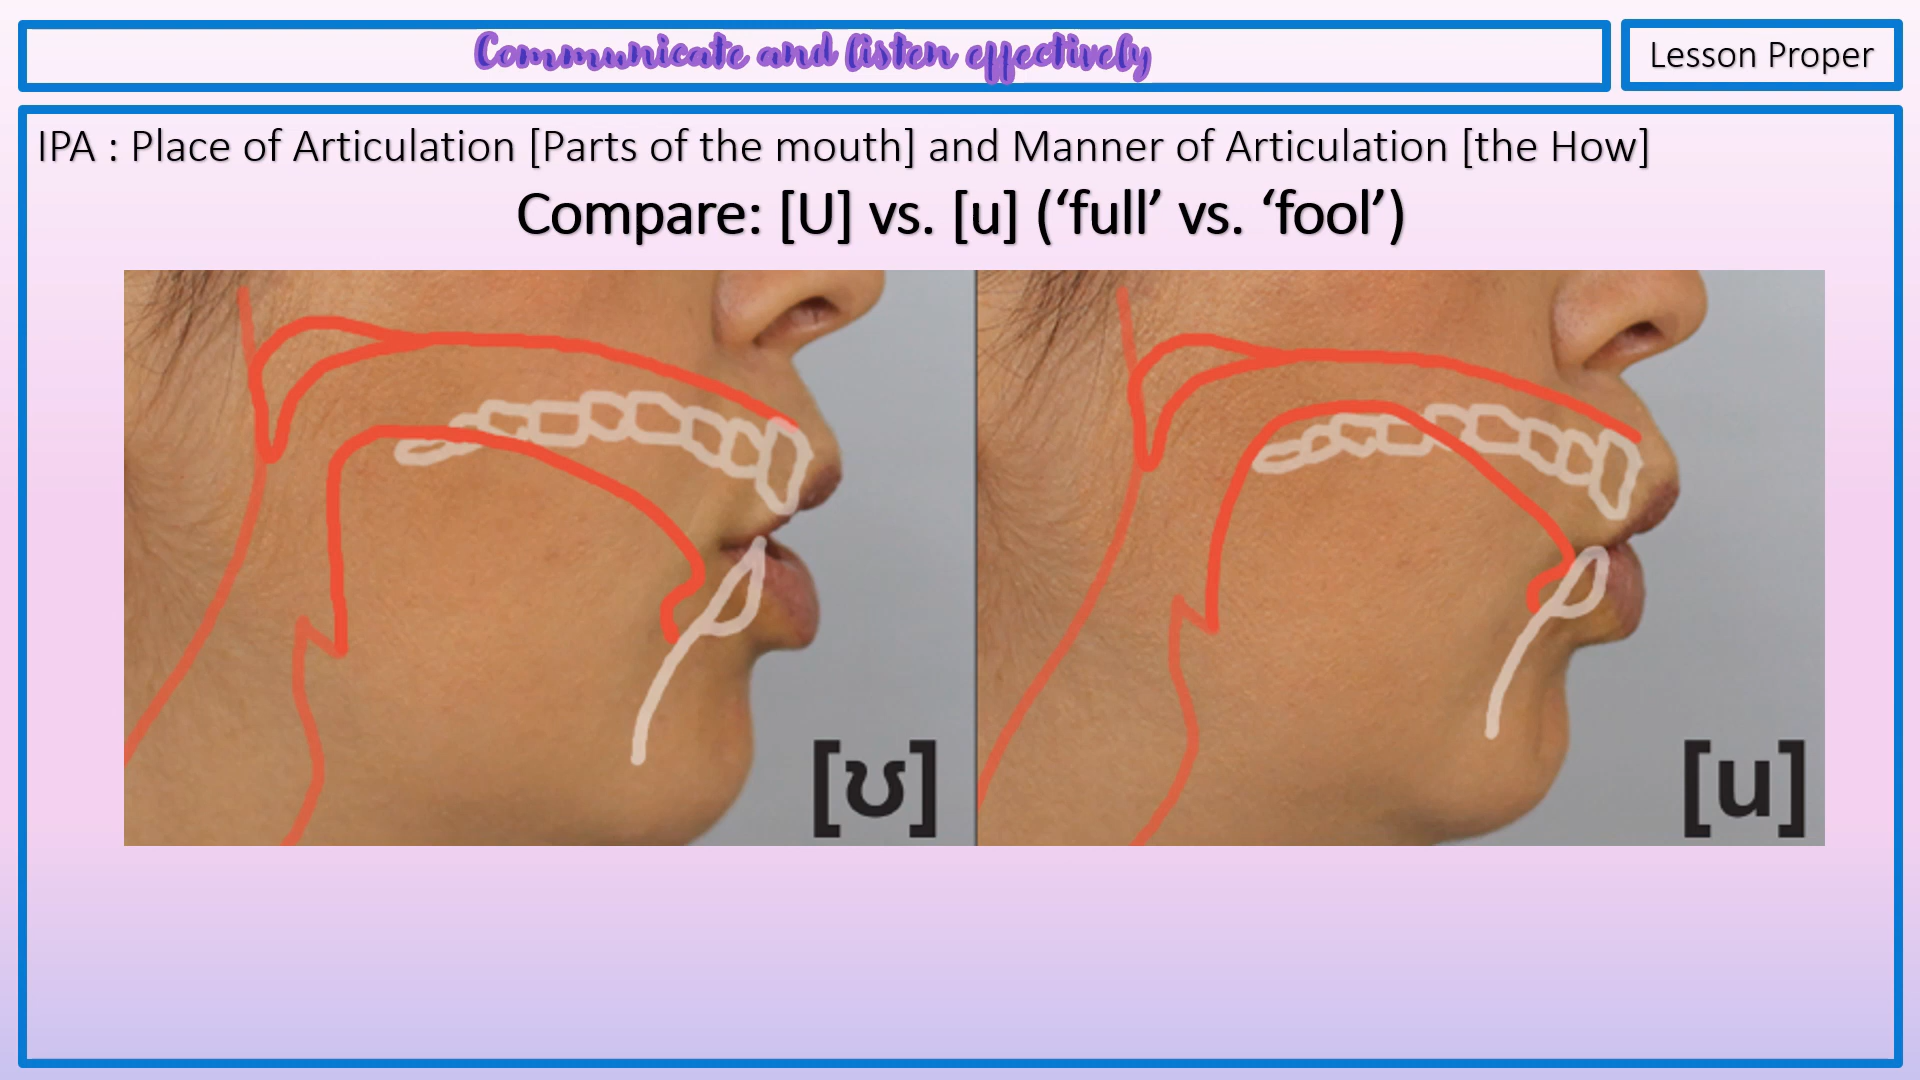 Communicate and listen effectively
Lesson Proper
IPA : Place of Articulation [Parts of the mouth] and Manner of Articulation [the How]
Compare: [U] vs. [u] (‘full’ vs. ‘fool’)
[ʊ]
[u]